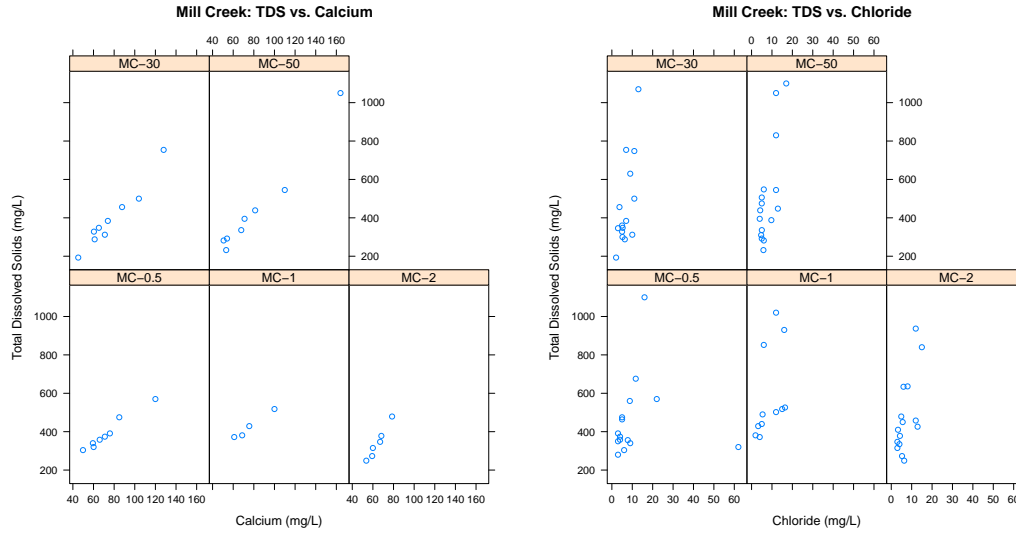 Mill Creek: TDS vs. Calcium
40 60 80 100 120 140 160
MC−30 MC−50
1000
800
600
400
200
MC−0.5 MC−1 MC−2
1000
800
600
400
200
40 60 80 100 120 140 160
40 60 80 100 120 140 160
Calcium (mg/L)
Total Dissolved Solids (mg/L)
Mill Creek: TDS vs. Chloride
0 10 20 30 40 50 60
MC−30 MC−50
1000
800
600
400
200
MC−0.5 MC−1 MC−2
1000
800
600
400
200
0 10 20 30 40 50 60
0 10 20 30 40 50 60
Chloride (mg/L)
Total Dissolved Solids (mg/L)